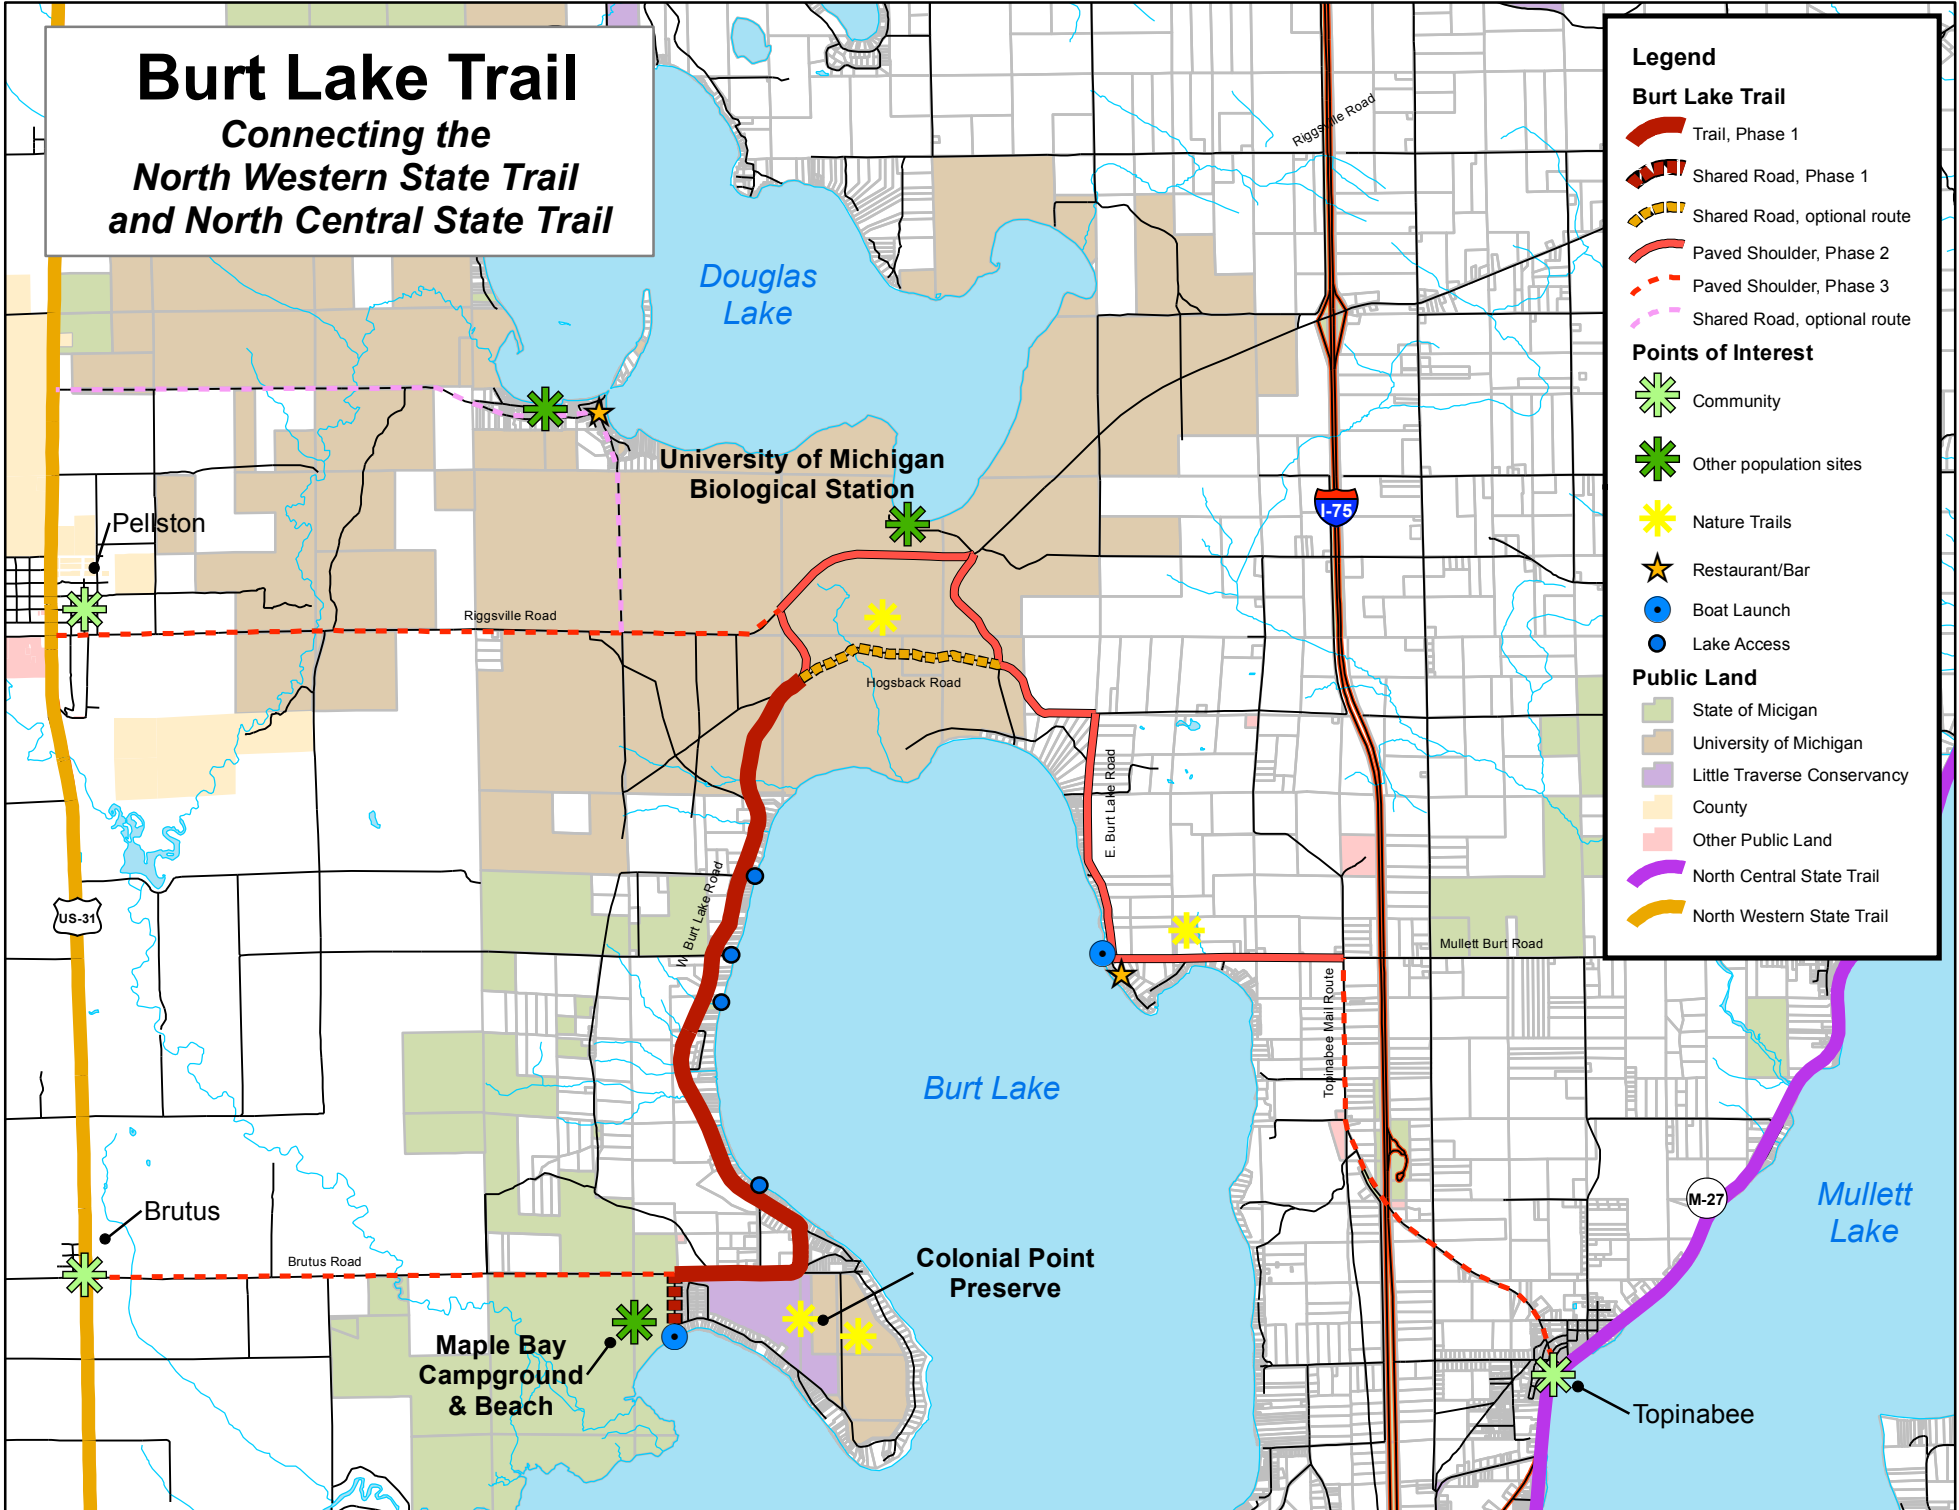 Burt Lake Trail
Connecting the
North Western State Trail
and North Central State Trail
Legend
Burt Lake Trail
Trail, Phase 1
Shared Road, Phase 1
Shared Road, optional route
Paved Shoulder, Phase 2
Paved Shoulder, Phase 3
Shared Road, optional route
Points of Interest
Community
Other population sites
Nature Trails
Restaurant/Bar
Boat Launch
Lake Access
Public Land
State of Micigan
University of Michigan
Little Traverse Conservancy
County
Other Public Land
North Central State Trail
North Western State Trail
Riggsville Road
Douglas
Lake
University of Michigan
Biological Station
I-75
Pellston
Riggsville Road
Hogsback Road
E. Burt Lake Road
W Burt Lake Road
US-31
Mullett Burt Road
Topinabee Mail Route
Burt Lake
M-27
Mullett
Lake
Brutus
Brutus Road
Colonial Point
Preserve
Maple Bay
Campground
& Beach
Topinabee